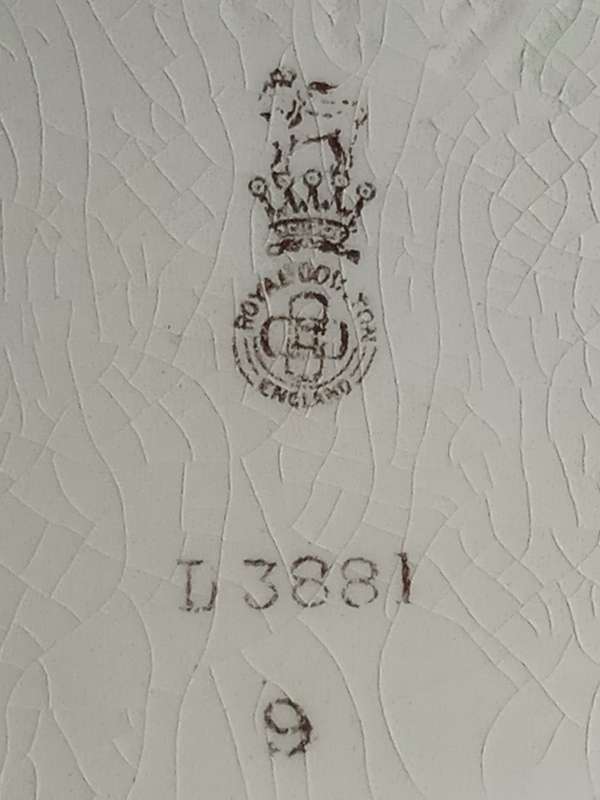 ROYAL DOULTON
ENGLAND
L 3881
9